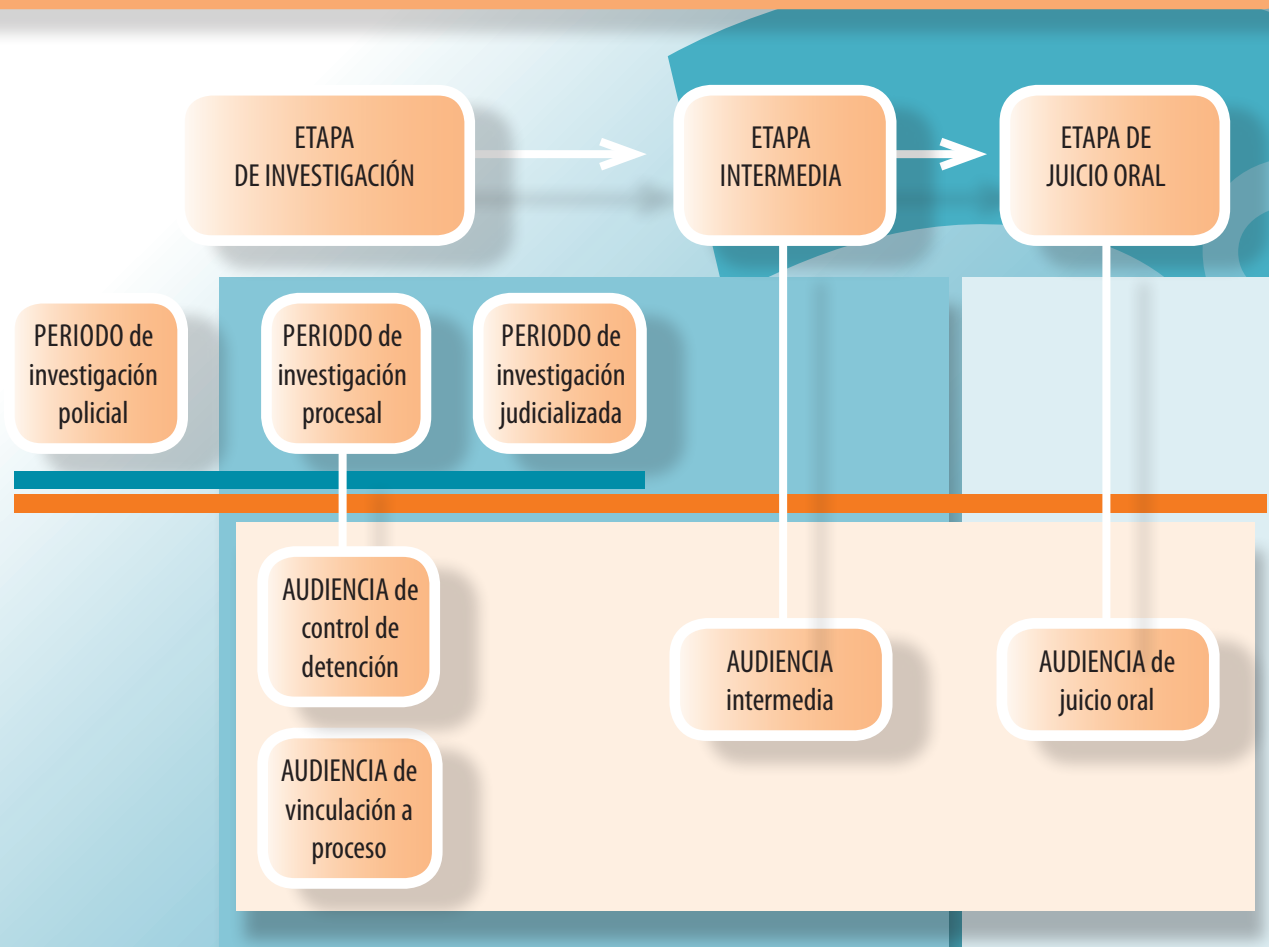 ETAPA
DE INVESTIGACIÓN
ETAPA
INTERMEDIA
ETAPA DE
JUICIO ORAL
PERIODO de
investigación
policial
PERIODO de
investigación
procesal
PERIODO de
investigación
judicializada
AUDIENCIA de
control de
detención
AUDIENCIA
intermedia
AUDIENCIA de
juicio oral
AUDIENCIA de
vinculación a
proceso